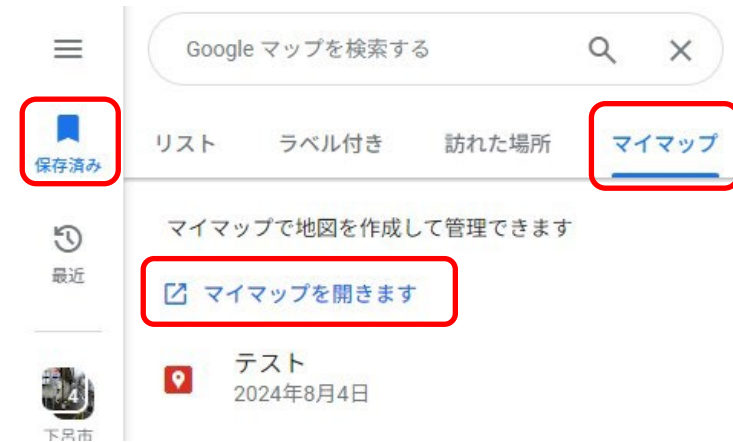 Google マップを検索する
保存済み
リスト ラベル付き 訪れた場所 マイマップ
マイマップで地図を作成して管理できます
最近
マイマップを開きます
テスト
2024年8月4日
4
下呂市